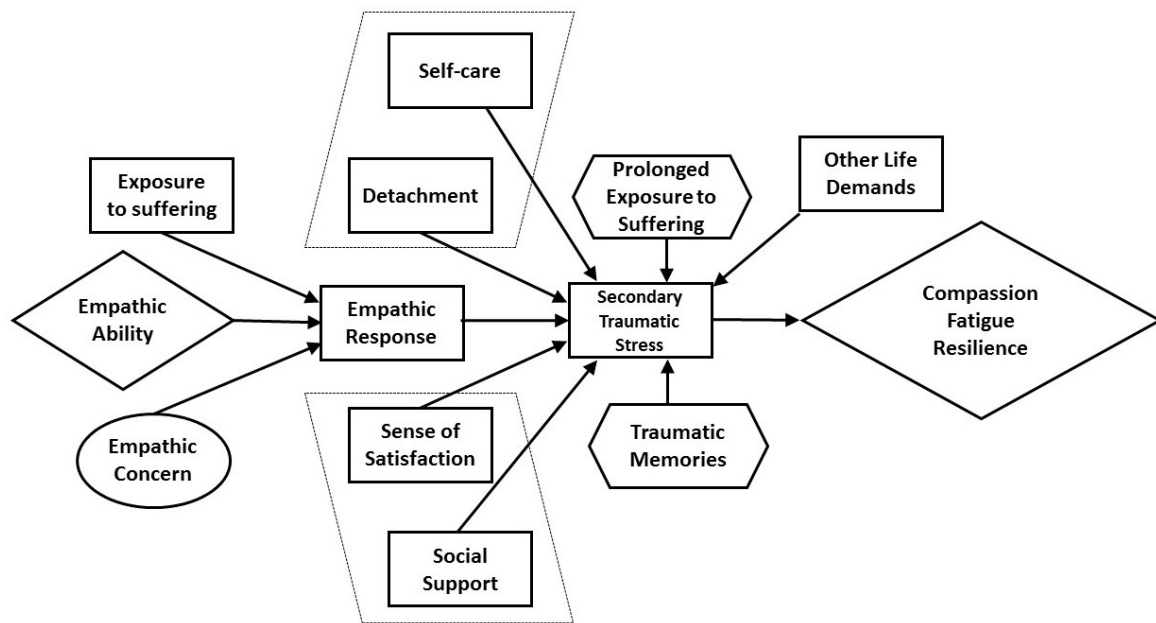 Self-care
Prolonged
Exposure to
Suffering
Other Life
Demands
Exposure
to suffering
Detachment
Empathic
Ability
Empathic
Response
Secondary
Traumatic
Stress
Compassion
Fatigue
Resilience
Empathic
Concern
Sense of
Satisfaction
Traumatic
Memories
Social
Support